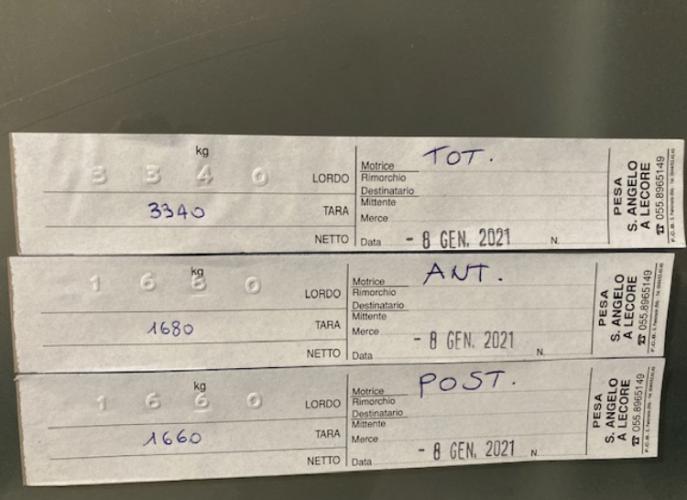 kg
3340 LORDO
3340 TARA
NETTO
Motrice TOT.
Rimorchio
Destinatario
Mittente
Merce
Data - 8 GEN. 2021 N.
PESA
S. ANGELO
A LECORE
☎ 055.8965149
kg
1680 LORDO
1680 TARA
NETTO
Motrice ANT.
Rimorchio
Destinatario
Mittente
Merce
Data - 8 GEN. 2021 N.
PESA
S. ANGELO
A LECORE
☎ 055.8965149
kg
1660 LORDO
1660 TARA
NETTO
Motrice POST.
Rimorchio
Destinatario
Mittente
Merce
Data - 8 GEN. 2021 N.
PESA
S. ANGELO
A LECORE
☎ 055.8965149